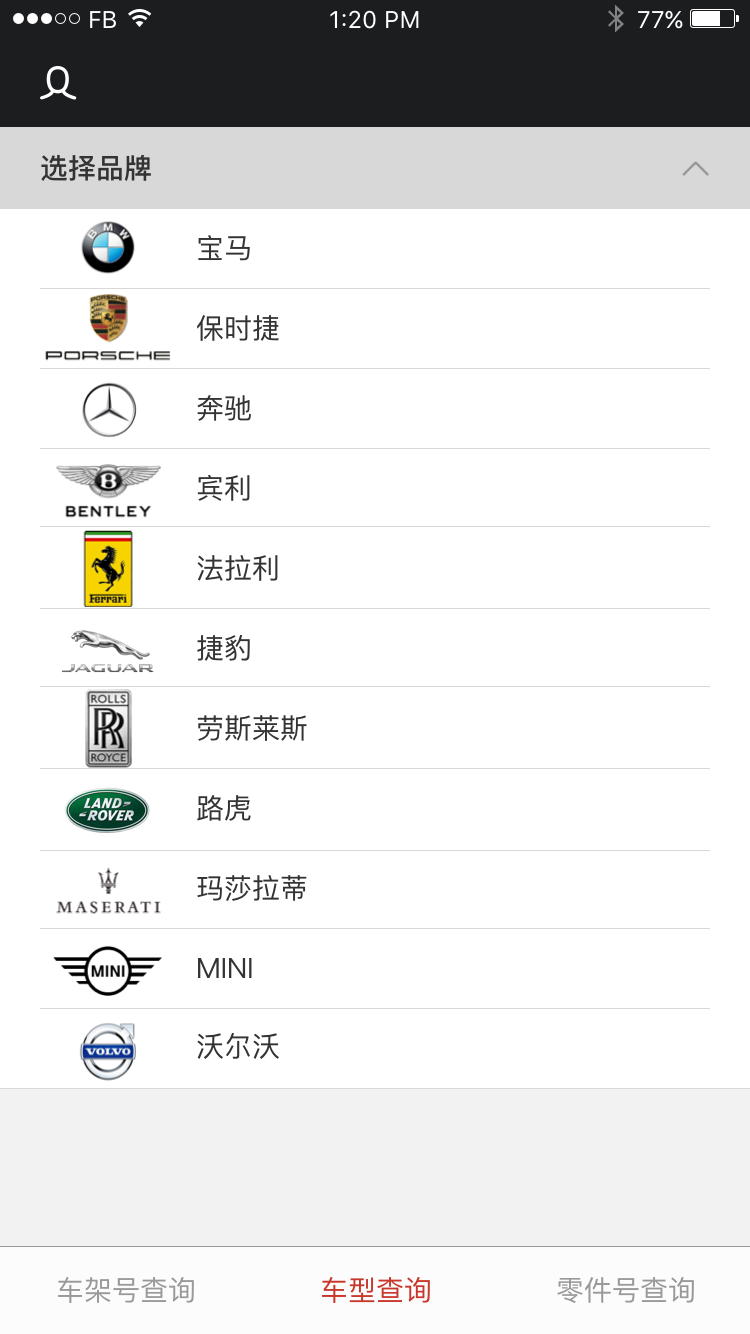 FB 1:20 PM 77%
选择品牌
BMW
宝马
PORSCHE
PORSCHE
保时捷
奔驰
B
BENTLEY
宾利
Ferrari
法拉利
JAGUAR
捷豹
ROLLS
RR
ROYCE
劳斯莱斯
LAND-
-ROVER
路虎
MASERATI
玛莎拉蒂
MINI
MINI
VOLVO
沃尔沃
车架号查询 车型查询 零件号查询